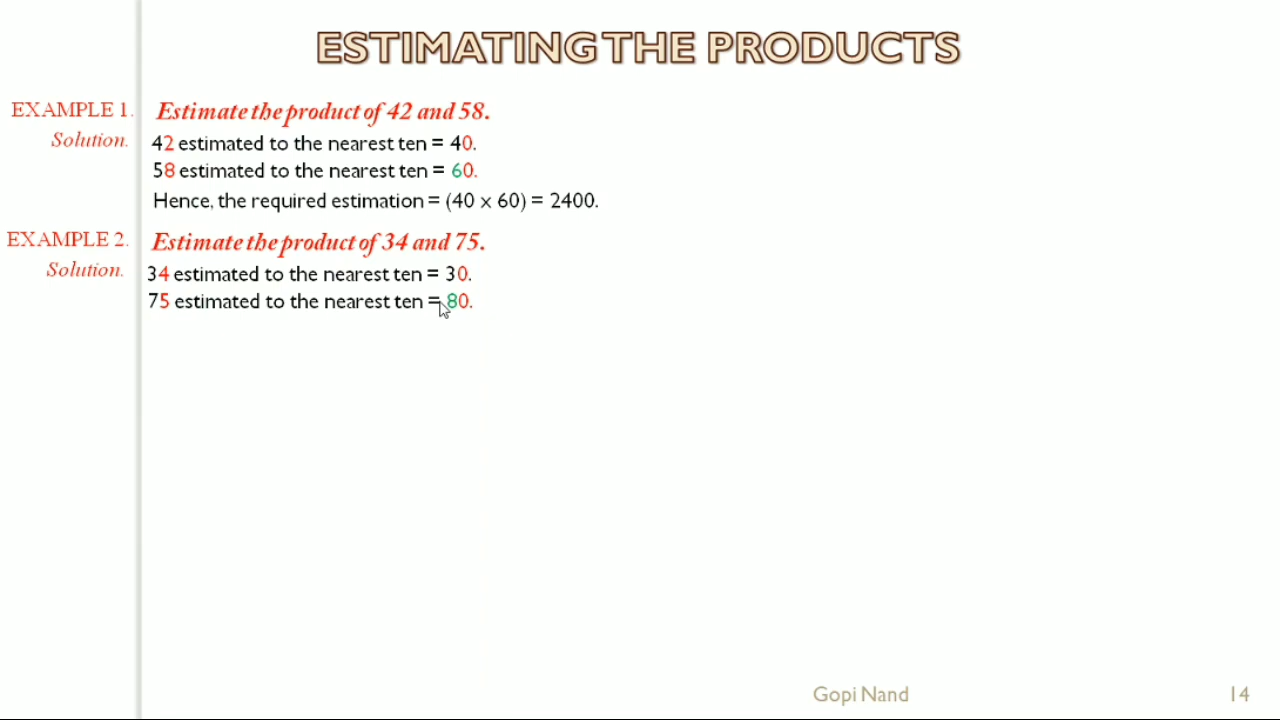 ESTIMATING THE PRODUCTS
EXAMPLE 1. Estimate the product of 42 and 58.
Solution. 42 estimated to the nearest ten = 40.
58 estimated to the nearest ten = 60.
Hence, the required estimation = (40 x 60) = 2400.
EXAMPLE 2. Estimate the product of 34 and 75.
Solution. 34 estimated to the nearest ten = 30.
75 estimated to the nearest ten = 80.
Gopi Nand 14